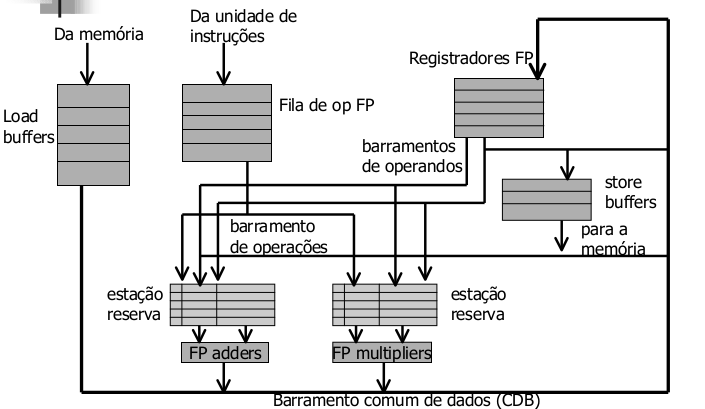 Da memória
Da unidade de
instruções
Registradores FP
Load
buffers
Fila de op FP
barramentos
de operandos
store
buffers
para a
memória
barramento
de operações
estação
reserva
estação
reserva
FP adders
FP multipliers
Barramento comum de dados (CDB)